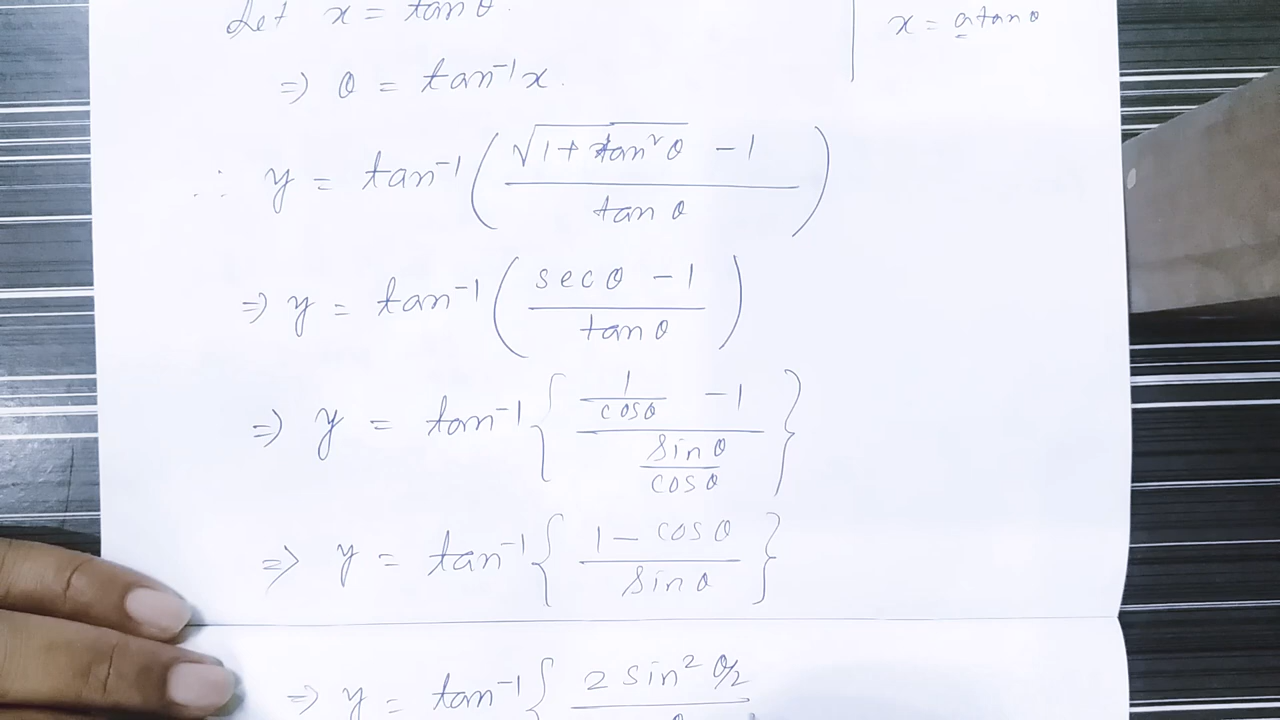 Let x = tan θ.
x = a tan θ
⇒ θ = tan⁻¹x.
∴ y = tan⁻¹(√(1 + tan²θ) − 1 / tan θ)
⇒ y = tan⁻¹(sec θ − 1 / tan θ)
⇒ y = tan⁻¹{1/cosθ − 1 / sin θ/cos θ}
⇒ y = tan⁻¹{1 − cos θ / sin θ}
⇒ y = tan⁻¹{2 sin² θ/2